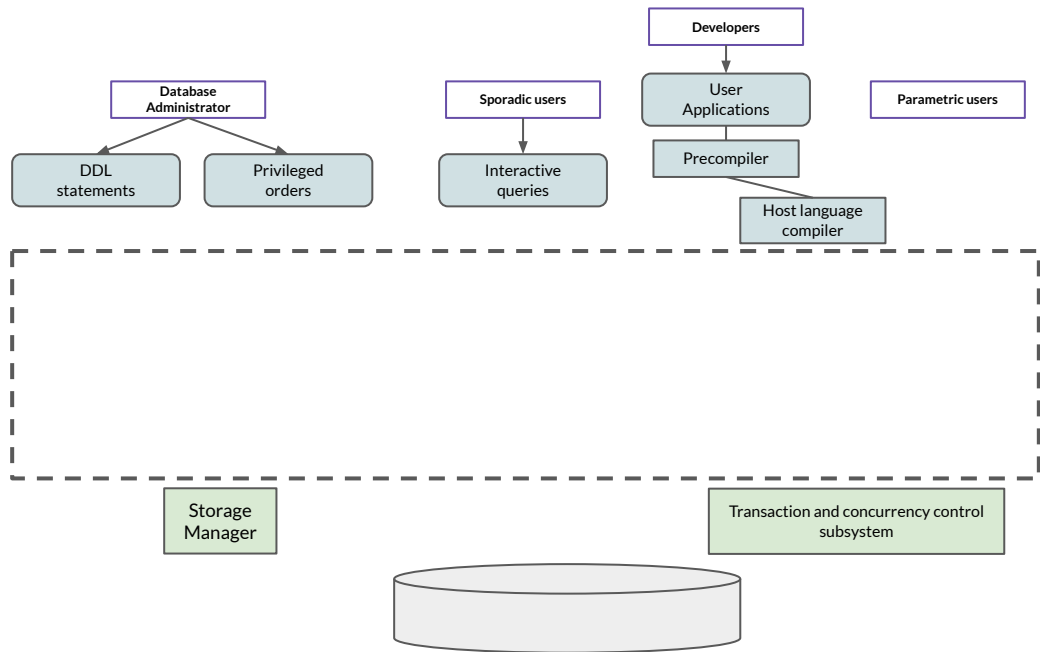 Developers
Database
Administrator
Sporadic users
User
Applications
Parametric users
DDL
statements
Privileged
orders
Interactive
queries
Precompiler
Host language
compiler
Storage
Manager
Transaction and concurrency control
subsystem